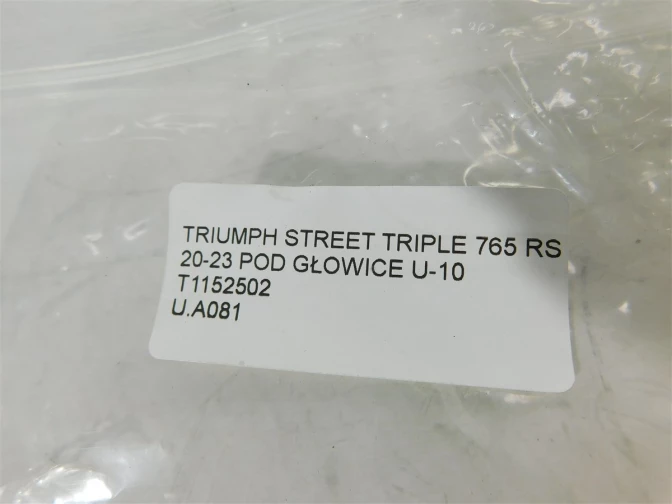 TRIUMPH STREET TRIPLE 765 RS
20-23 POD GŁOWICE U-10
T1152502
U.A081